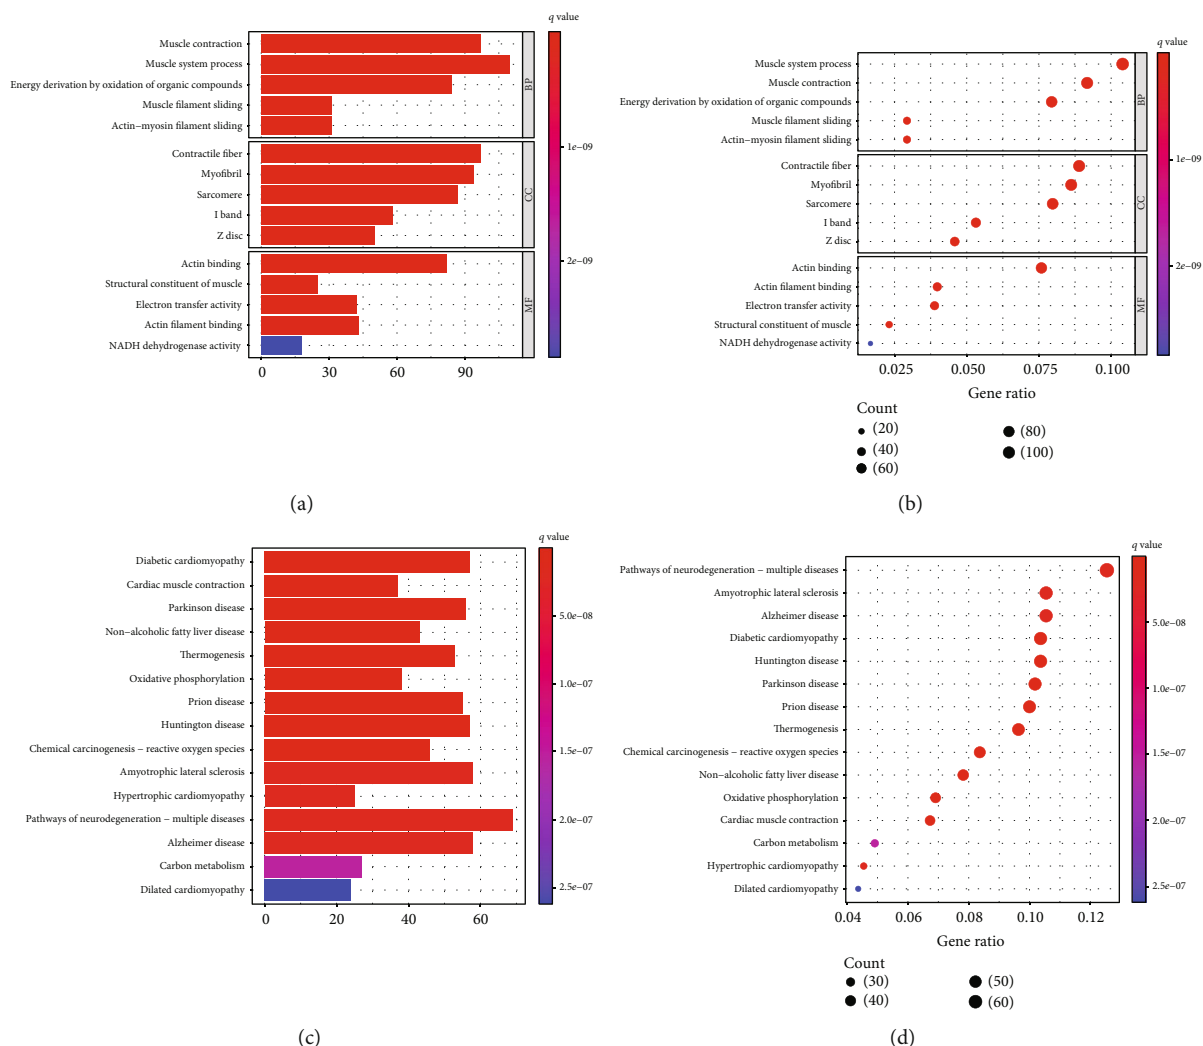 q value
Muscle contraction
Muscle system process
Energy derivation by oxidation of organic compounds
Muscle filament sliding
Actin−myosin filament sliding
BP
Contractile fiber
Myofibril
Sarcomere
I band
Z disc
CC
Actin binding
Structural constituent of muscle
Electron transfer activity
Actin filament binding
NADH dehydrogenase activity
MF
0 30 60 90
1e−09
2e−09
(a)
q value
Muscle system process
Muscle contraction
Energy derivation by oxidation of organic compounds
Muscle filament sliding
Actin−myosin filament sliding
BP
Contractile fiber
Myofibril
Sarcomere
I band
Z disc
CC
Actin binding
Actin filament binding
Electron transfer activity
Structural constituent of muscle
NADH dehydrogenase activity
MF
0.025 0.050 0.075 0.100
Gene ratio
1e−09
2e−09
Count
(20) (80)
(40) (100)
(60)
(b)
q value
Diabetic cardiomyopathy
Cardiac muscle contraction
Parkinson disease
Non−alcoholic fatty liver disease
Thermogenesis
Oxidative phosphorylation
Prion disease
Huntington disease
Chemical carcinogenesis − reactive oxygen species
Amyotrophic lateral sclerosis
Hypertrophic cardiomyopathy
Pathways of neurodegeneration − multiple diseases
Alzheimer disease
Carbon metabolism
Dilated cardiomyopathy
0 20 40 60
5.0e−08
1.0e−07
1.5e−07
2.0e−07
2.5e−07
(c)
q value
Pathways of neurodegeneration − multiple diseases
Amyotrophic lateral sclerosis
Alzheimer disease
Diabetic cardiomyopathy
Huntington disease
Parkinson disease
Prion disease
Thermogenesis
Chemical carcinogenesis − reactive oxygen species
Non−alcoholic fatty liver disease
Oxidative phosphorylation
Cardiac muscle contraction
Carbon metabolism
Hypertrophic cardiomyopathy
Dilated cardiomyopathy
0.04 0.06 0.08 0.10 0.12
Gene ratio
5.0e−08
1.0e−07
1.5e−07
2.0e−07
2.5e−07
Count
(30) (50)
(40) (60)
(d)